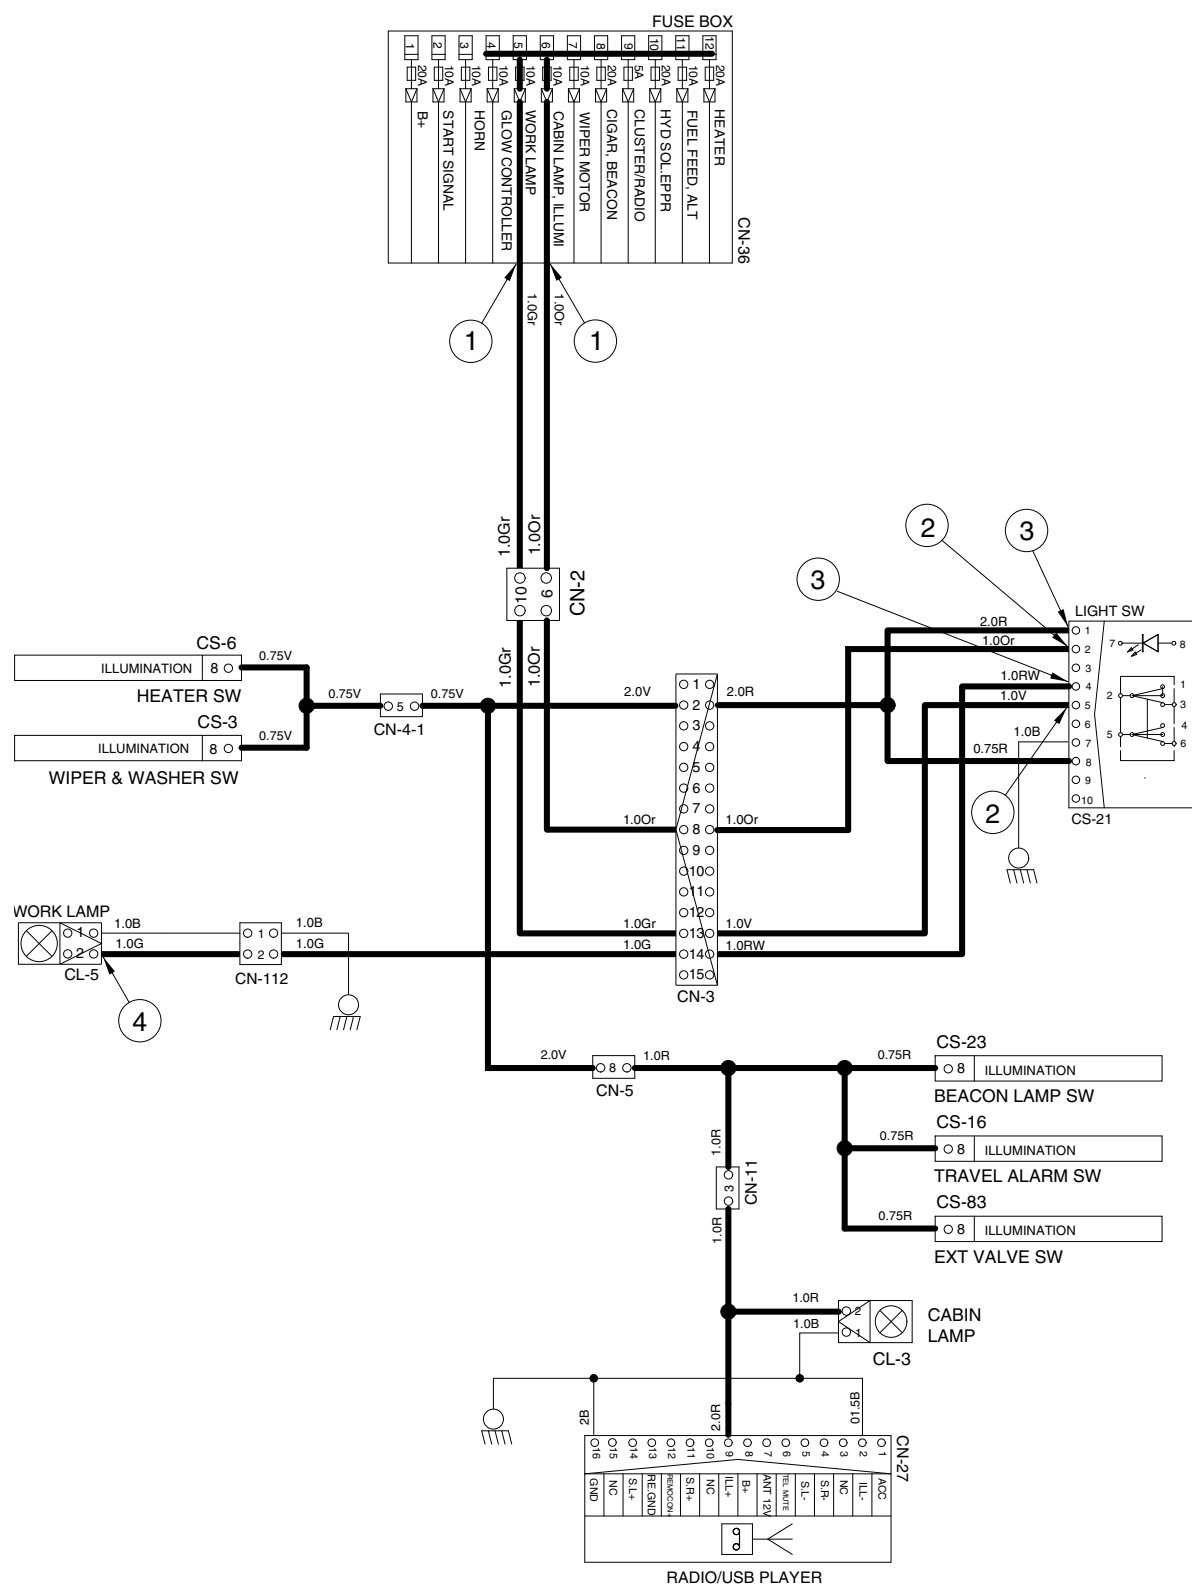 FUSE BOX
1 2 3 4 5 6 7 8 9 10 11 12
20A 10A 10A 10A 10A 10A 10A 20A 5A 20A 10A 20A
B+
START SIGNAL
HORN
GLOW CONTROLLER
WORK LAMP
CABIN LAMP, ILLUMI
WIPER MOTOR
CIGAR, BEACON
CLUSTER/RADIO
HYD SOL.EPPR
FUEL FEED, ALT
HEATER
CN-36
1.0Gr 1.0Or
1 1
1.0Gr 1.0Or
10 9 CN-2
1.0Gr 1.0Or
2 3
3
LIGHT SW
2.0R 1
1.0Or 2
3
1.0RW 4
1.0V 5
6
1.0B 7
0.75R 8
9
10
7 8
2 1
3
5 4
6
2
CS-21
CS-6
ILLUMINATION 8 0.75V
HEATER SW
CS-3
ILLUMINATION 8 0.75V
WIPER & WASHER SW
0.75V 5 0.75V
CN-4-1
1
2.0V 2 2.0R
3
4
5
6
7
1.0Or 8 1.0Or
9
10
11
12
1.0Gr 13 1.0V
1.0G 14 1.0RW
15
CN-3
WORK LAMP
1 1.0B 1 1.0B
2 1.0G 2 1.0G
CL-5 CN-112
4
2.0V 8 1.0R
CN-5
CS-23
0.75R 8 ILLUMINATION
BEACON LAMP SW
CS-16
0.75R 8 ILLUMINATION
TRAVEL ALARM SW
CS-83
0.75R 8 ILLUMINATION
EXT VALVE SW
1.0R
3 CN-11
1.0R
1.0R 2
1.0B 1
CABIN
LAMP
CL-3
2B 2.0R 01.5B
CN-27
16 15 14 13 12 11 10 9 8 7 6 5 4 3 2 1
GND NC S.L+ RE.GND REMOCON+ S.R+ NC ILL+ B+ ANT 12V TEL MUTE S.L- S.R- NC ILL- ACC
RADIO/USB PLAYER